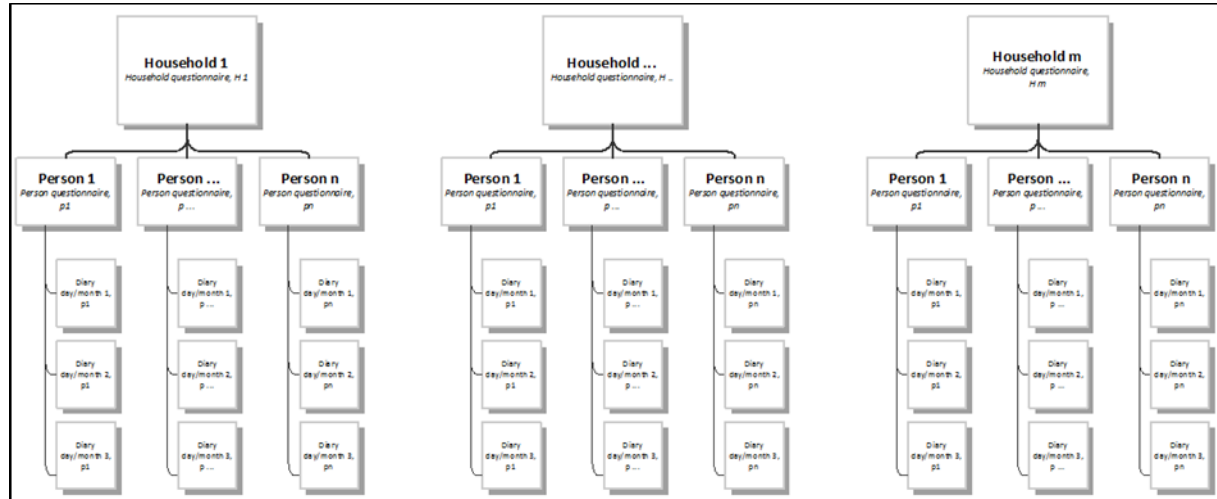 Household 1
Household questionnaire, H 1
Household ...
Household questionnaire, H ..
Household m
Household questionnaire,
H m
Person 1
Person questionnaire,
p1
Person ...
Person questionnaire,
p ...
Person n
Person questionnaire,
pn
Person 1
Person questionnaire,
p1
Person ...
Person questionnaire,
p ...
Person n
Person questionnaire,
pn
Person 1
Person questionnaire,
p1
Person ...
Person questionnaire,
p ...
Person n
Person questionnaire,
pn
Diary
day/month 1,
p1
Diary
day/month 1,
p ...
Diary
day/month 1,
pn
Diary
day/month 1,
p1
Diary
day/month 1,
p ...
Diary
day/month 1,
pn
Diary
day/month 1,
p1
Diary
day/month 1,
p ...
Diary
day/month 1,
pn
Diary
day/month 2,
p1
Diary
day/month 2,
p ...
Diary
day/month 2,
pn
Diary
day/month 2,
p1
Diary
day/month 2,
p ...
Diary
day/month 2,
pn
Diary
day/month 2,
p1
Diary
day/month 2,
p ...
Diary
day/month 2,
pn
Diary
day/month 3,
p1
Diary
day/month 3,
p ...
Diary
day/month 3,
pn
Diary
day/month 3,
p1
Diary
day/month 3,
p ...
Diary
day/month 3,
pn
Diary
day/month 3,
p1
Diary
day/month 3,
p ...
Diary
day/month 3,
pn